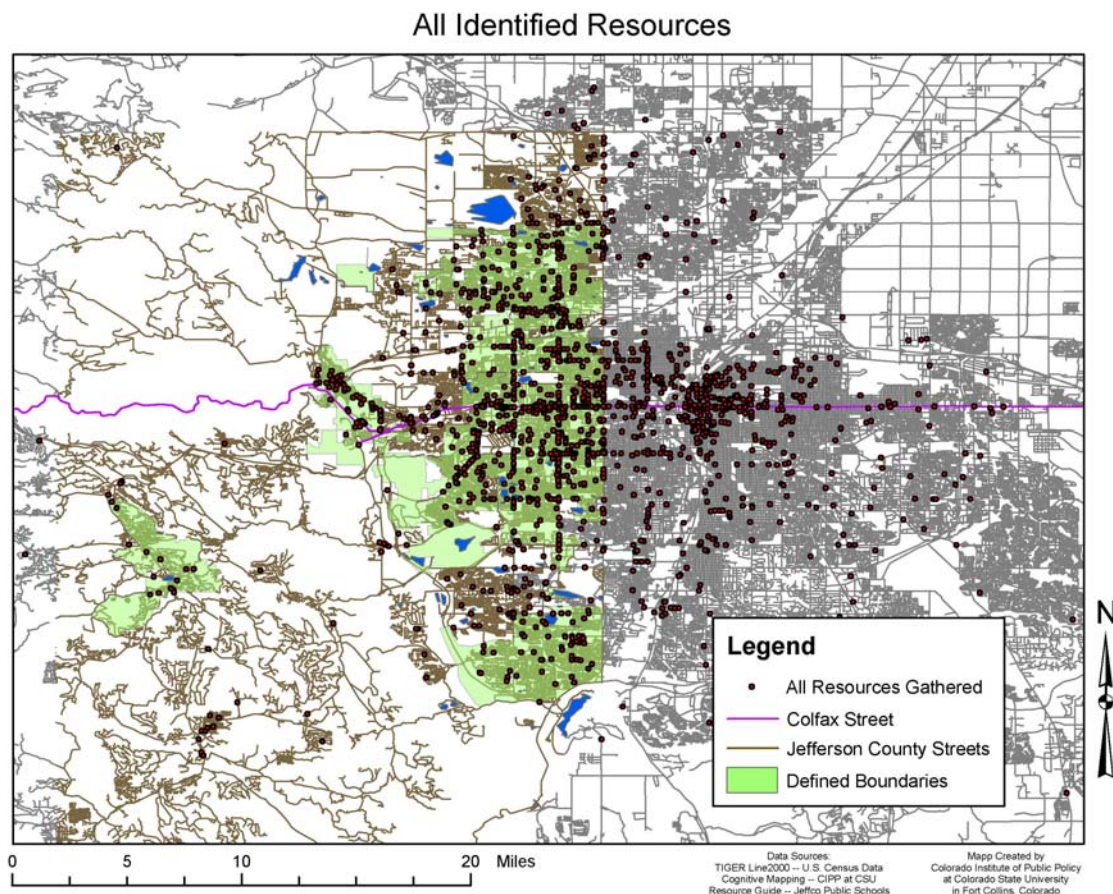 All Identified Resources
N
Legend
All Resources Gathered
Colfax Street
Jefferson County Streets
Defined Boundaries
0 5 10 20 Miles
Data Sources:
TIGER Line2000 -- U.S. Census Data
Cognitive Mapping -- CIPP at CSU
Resource Guide -- Jeffco Public Schools
Mapp Created by
Colorado Institute of Public Policy
at Colorado State University
in Fort Collins, Colorado